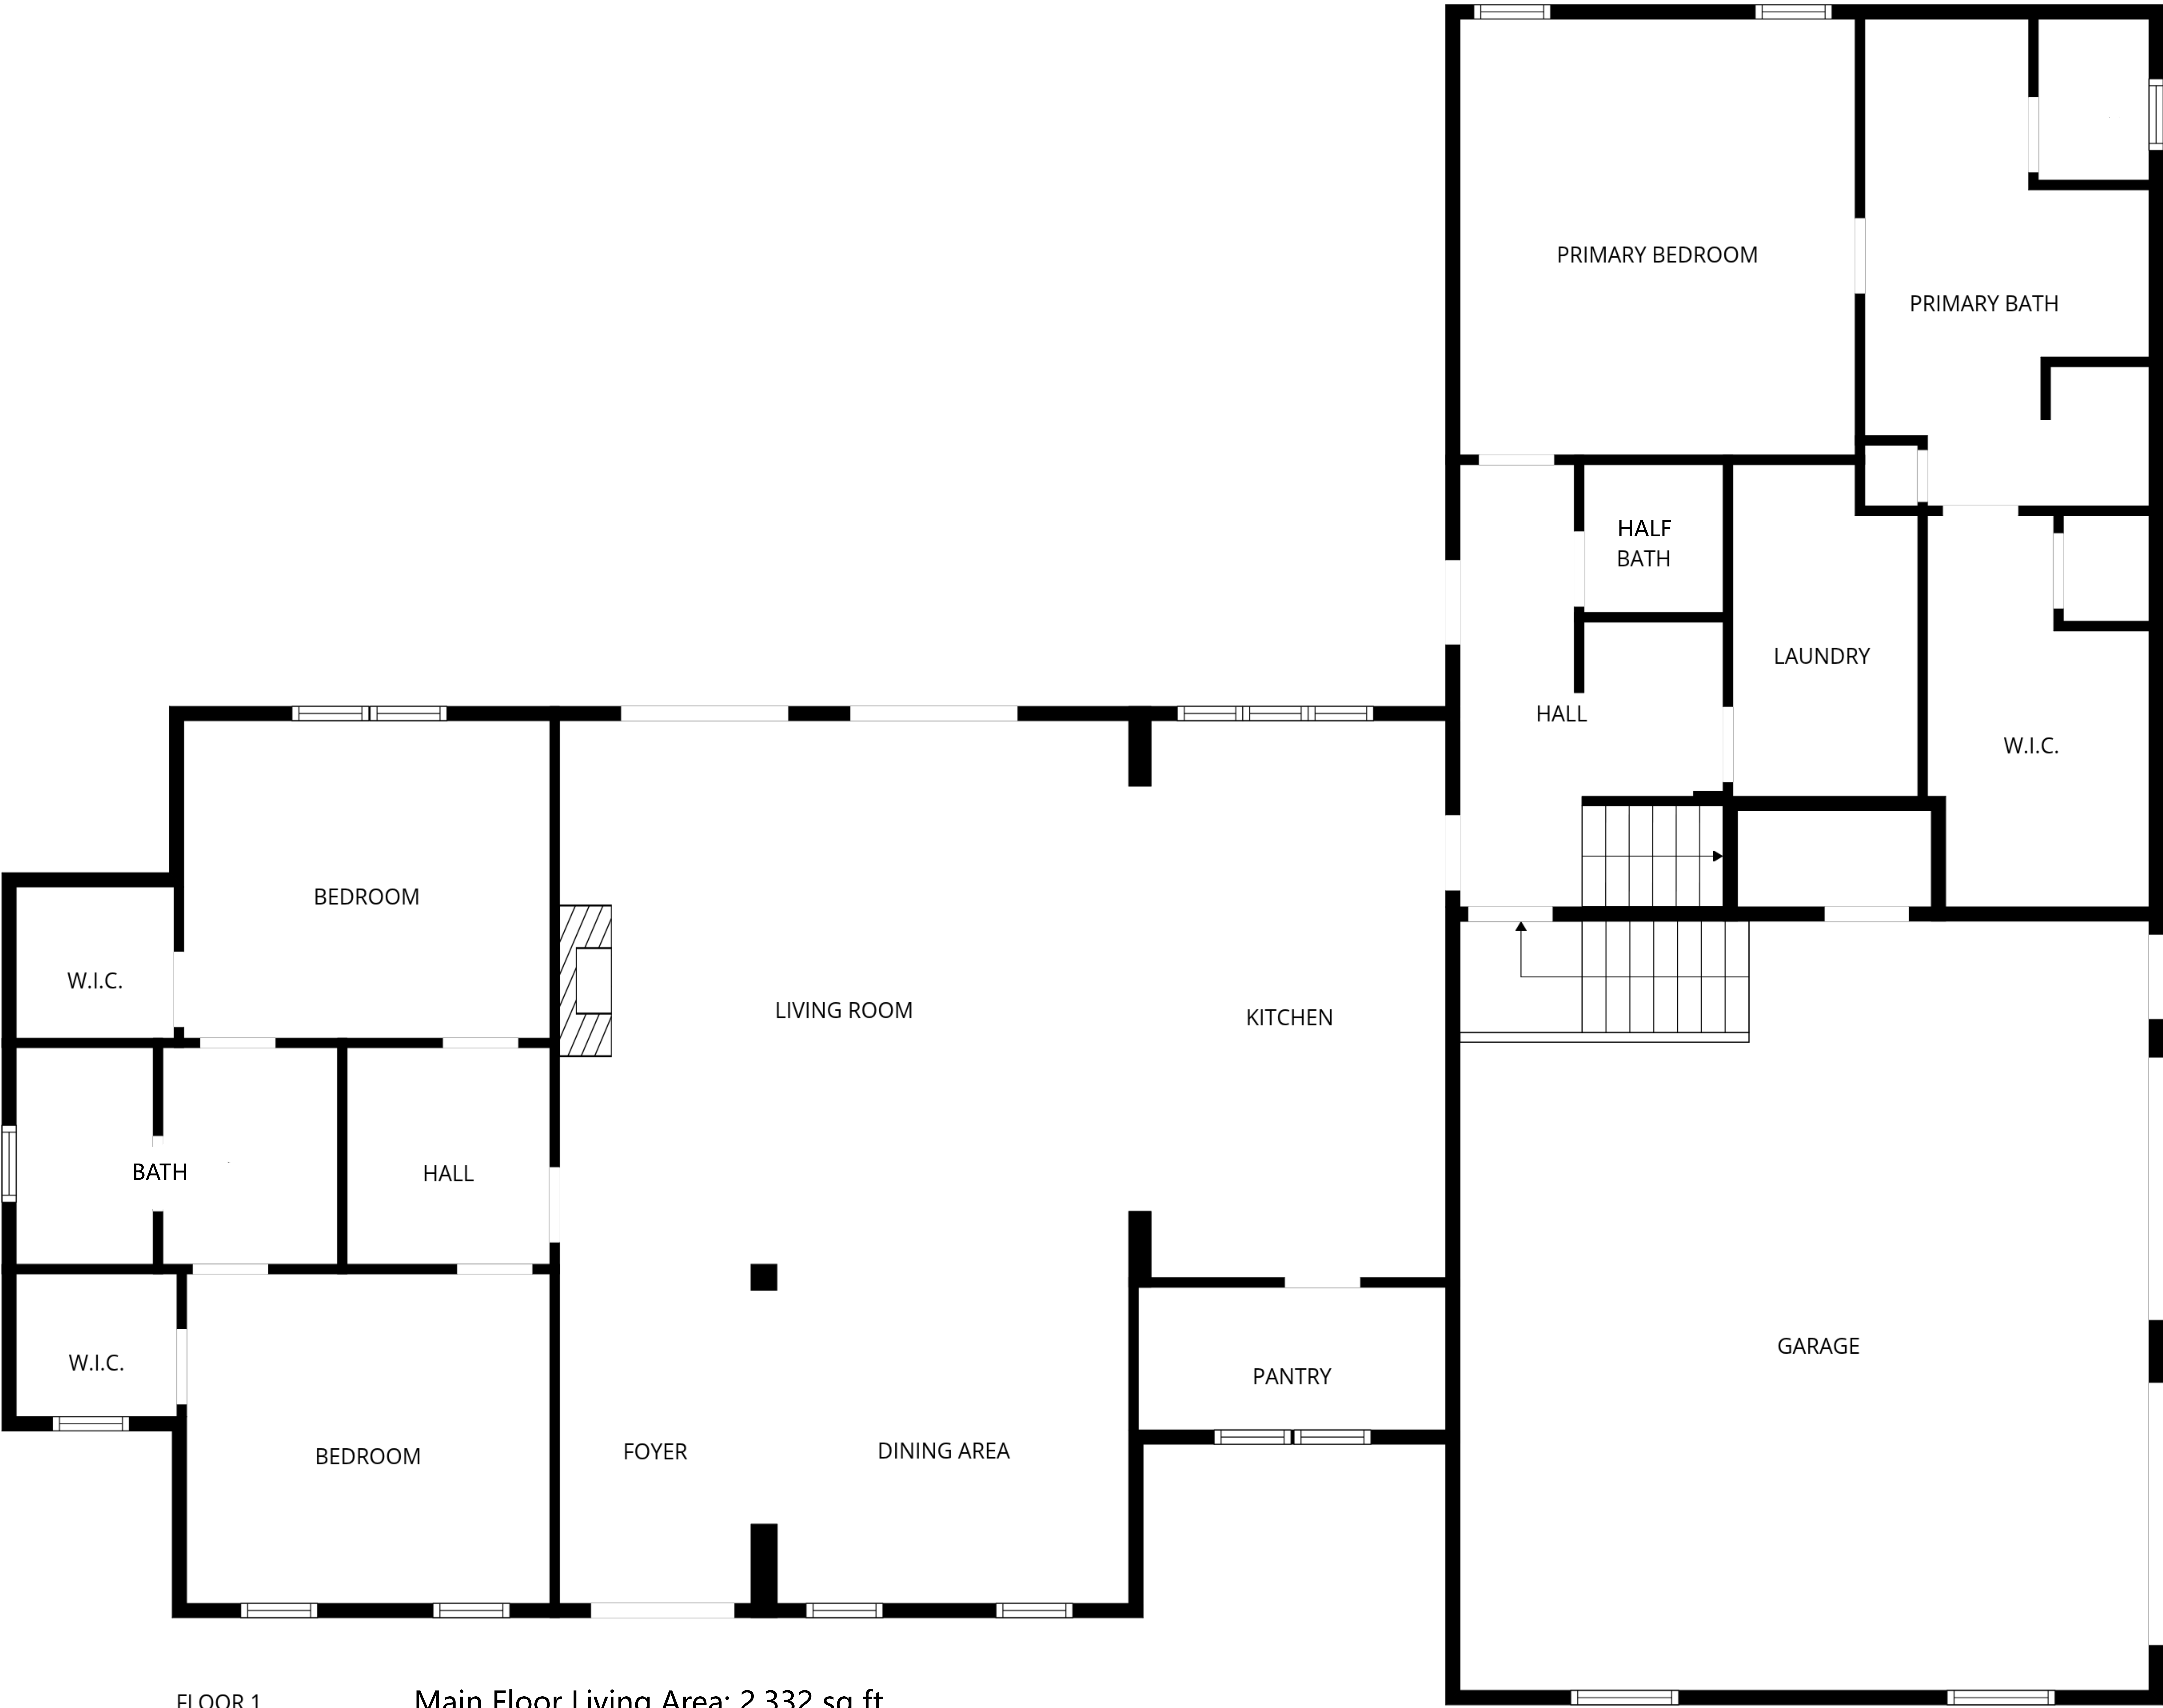 PRIMARY BEDROOM
PRIMARY BATH
HALF
BATH
LAUNDRY
HALL
W.I.C.
BEDROOM
W.I.C.
LIVING ROOM
KITCHEN
BATH
HALL
GARAGE
W.I.C.
PANTRY
BEDROOM
FOYER
DINING AREA
FLOOR 1
Main Floor Living Area: 2,332 sq ft